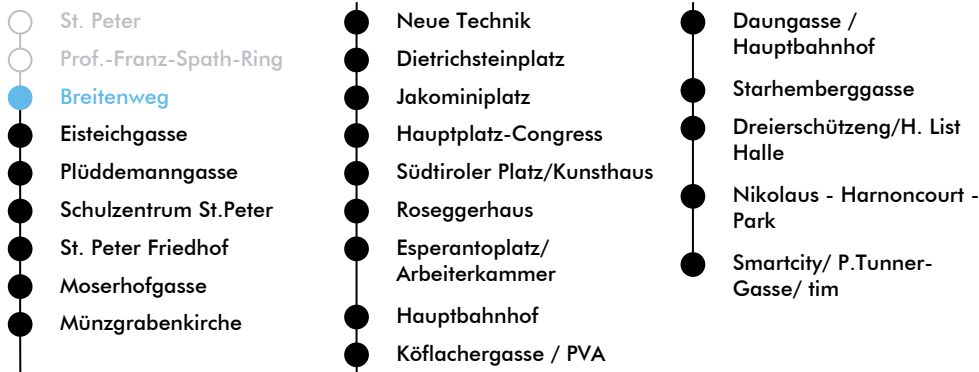 St. Peter
Prof.-Franz-Spath-Ring
Breitenweg
Eisteichgasse
Plüddemanngasse
Schulzentrum St.Peter
St. Peter Friedhof
Moserhofgasse
Münzgrabenkirche
Neue Technik
Dietrichsteinplatz
Jakominiplatz
Hauptplatz-Congress
Südtiroler Platz/Kunsthaus
Roseggerhaus
Esperantoplatz/
Arbeiterkammer
Hauptbahnhof
Köflachergasse / PVA
Daungasse /
Hauptbahnhof
Starhemberggasse
Dreierschützeng/H. List
Halle
Nikolaus - Harnoncourt -
Park
Smartcity/ P.Tunner-
Gasse/ tim